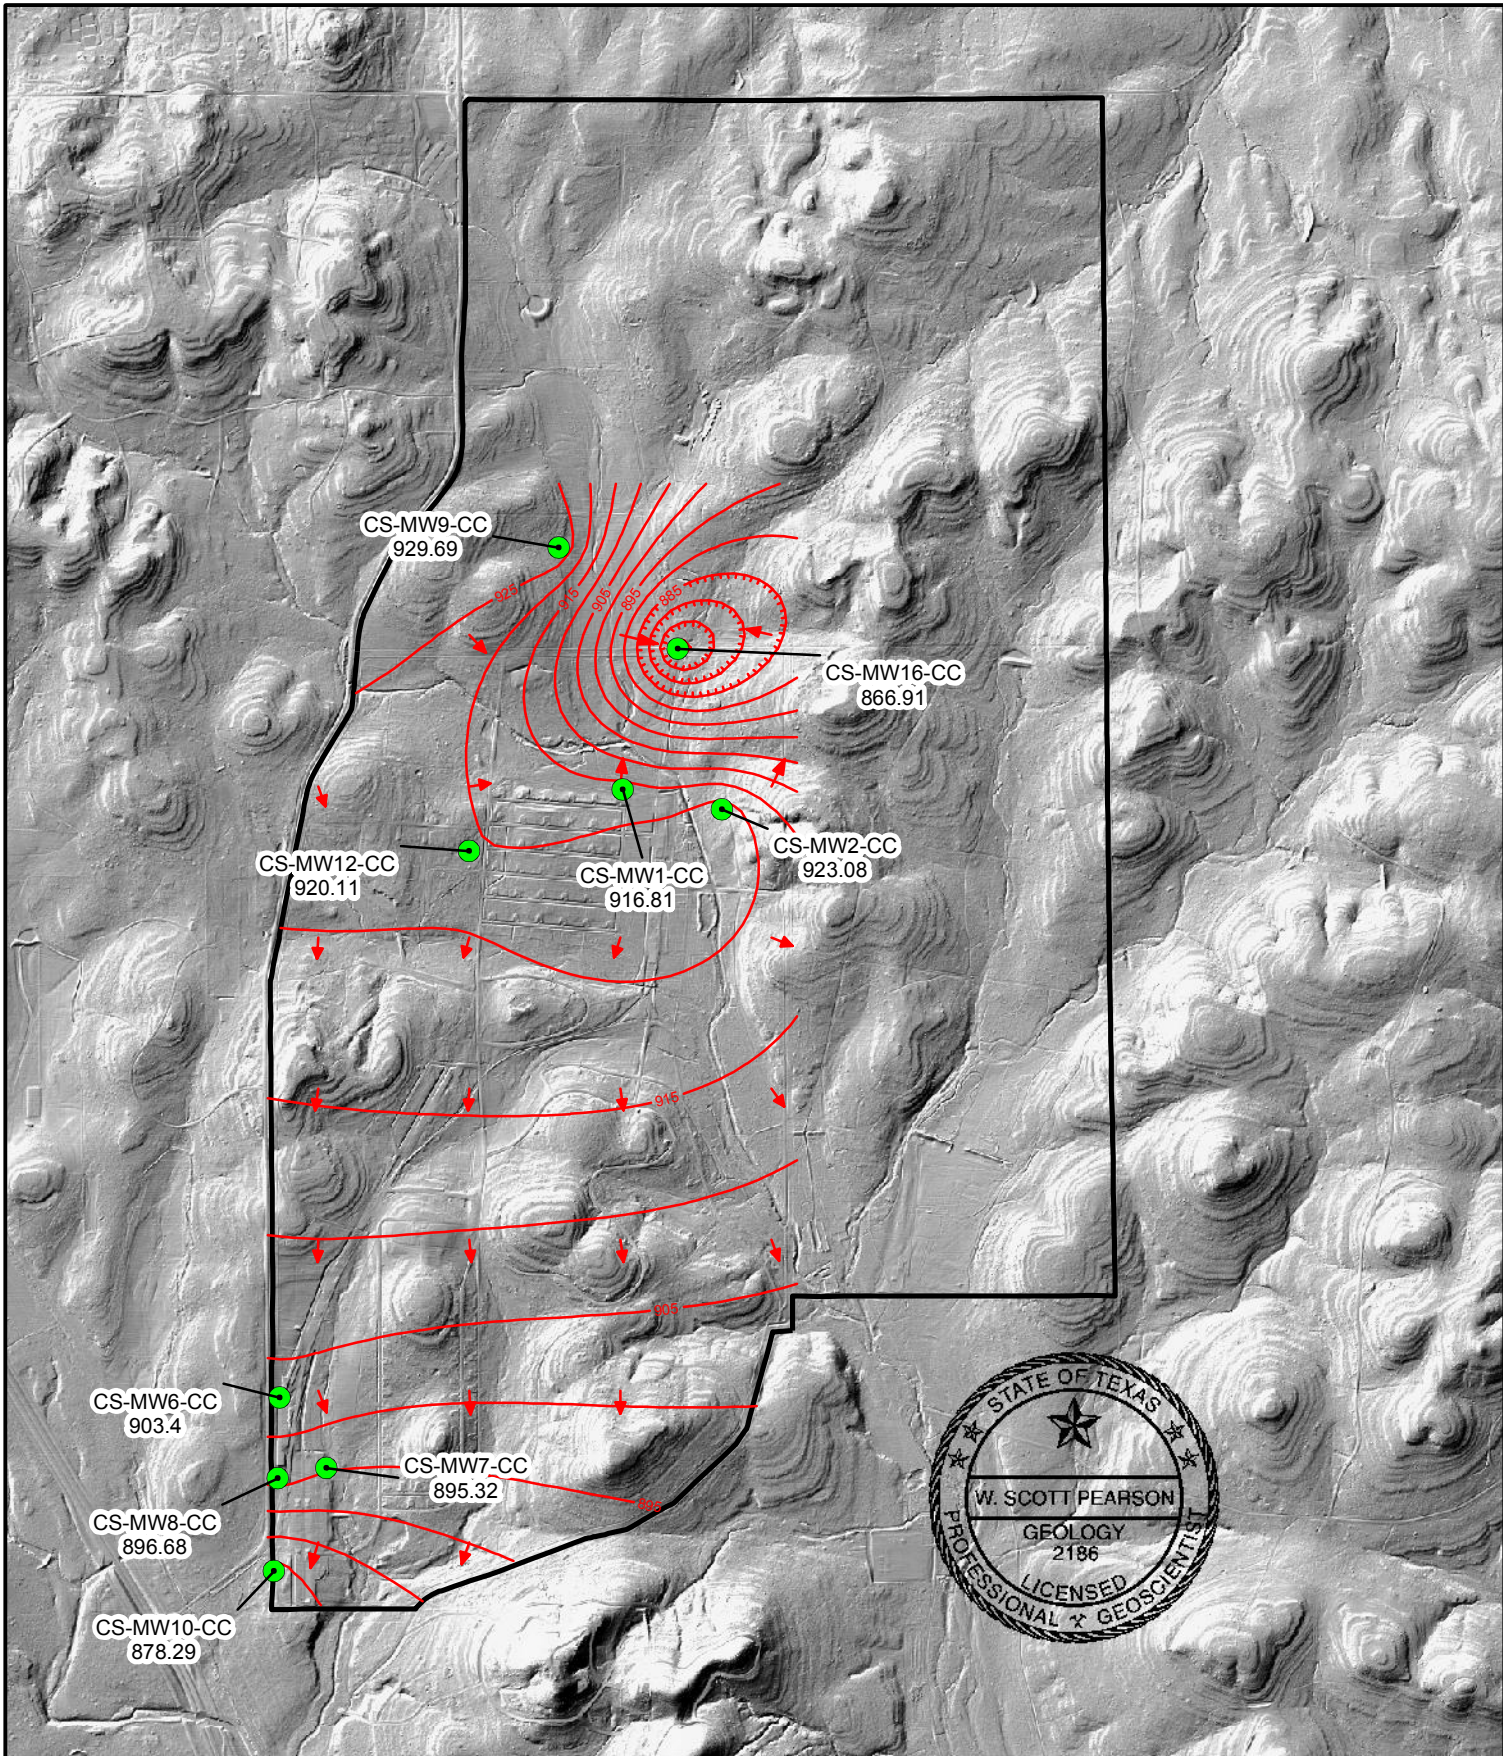 CS-MW9-CC
929.69
925
915
905
895
885
CS-MW16-CC
866.91
CS-MW12-CC
920.11
CS-MW1-CC
916.81
CS-MW2-CC
923.08
915
905
CS-MW6-CC
903.4
CS-MW7-CC
895.32
895
CS-MW8-CC
896.68
CS-MW10-CC
878.29
STATE OF TEXAS
W. SCOTT PEARSON
GEOLOGY
2186
LICENSED
PROFESSIONAL GEOSCIENTIST